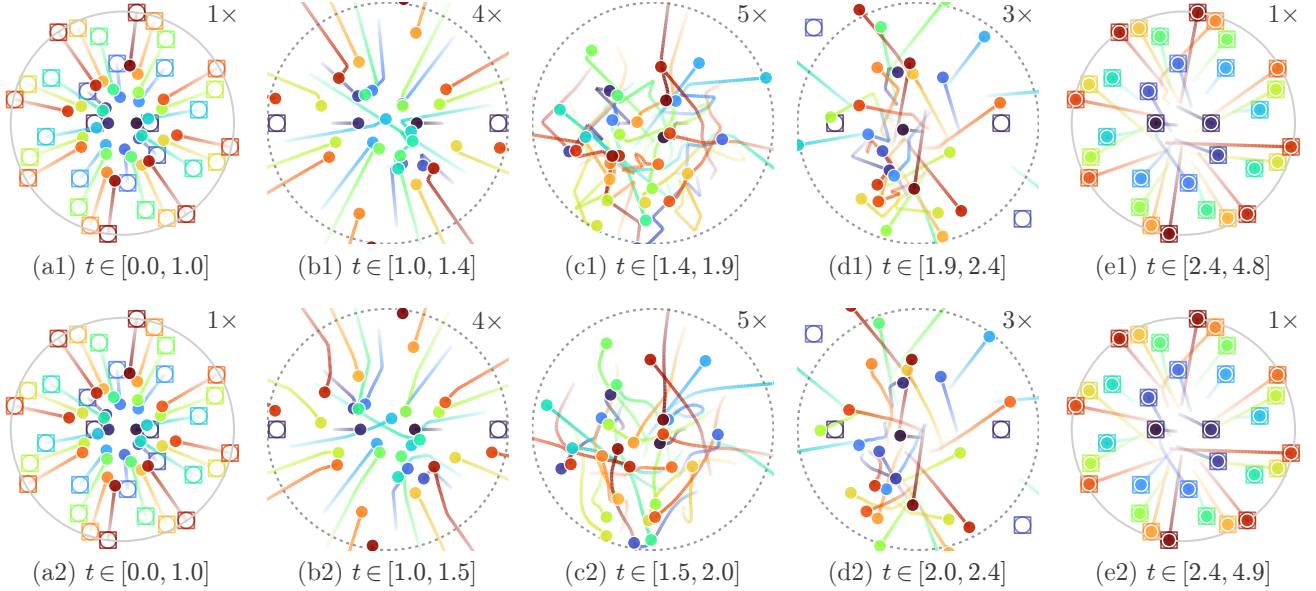 1×
4×
5×
3×
1×
(a1) t ∈ [0.0, 1.0]
(b1) t ∈ [1.0, 1.4]
(c1) t ∈ [1.4, 1.9]
(d1) t ∈ [1.9, 2.4]
(e1) t ∈ [2.4, 4.8]
1×
4×
5×
3×
1×
(a2) t ∈ [0.0, 1.0]
(b2) t ∈ [1.0, 1.5]
(c2) t ∈ [1.5, 2.0]
(d2) t ∈ [2.0, 2.4]
(e2) t ∈ [2.4, 4.9]